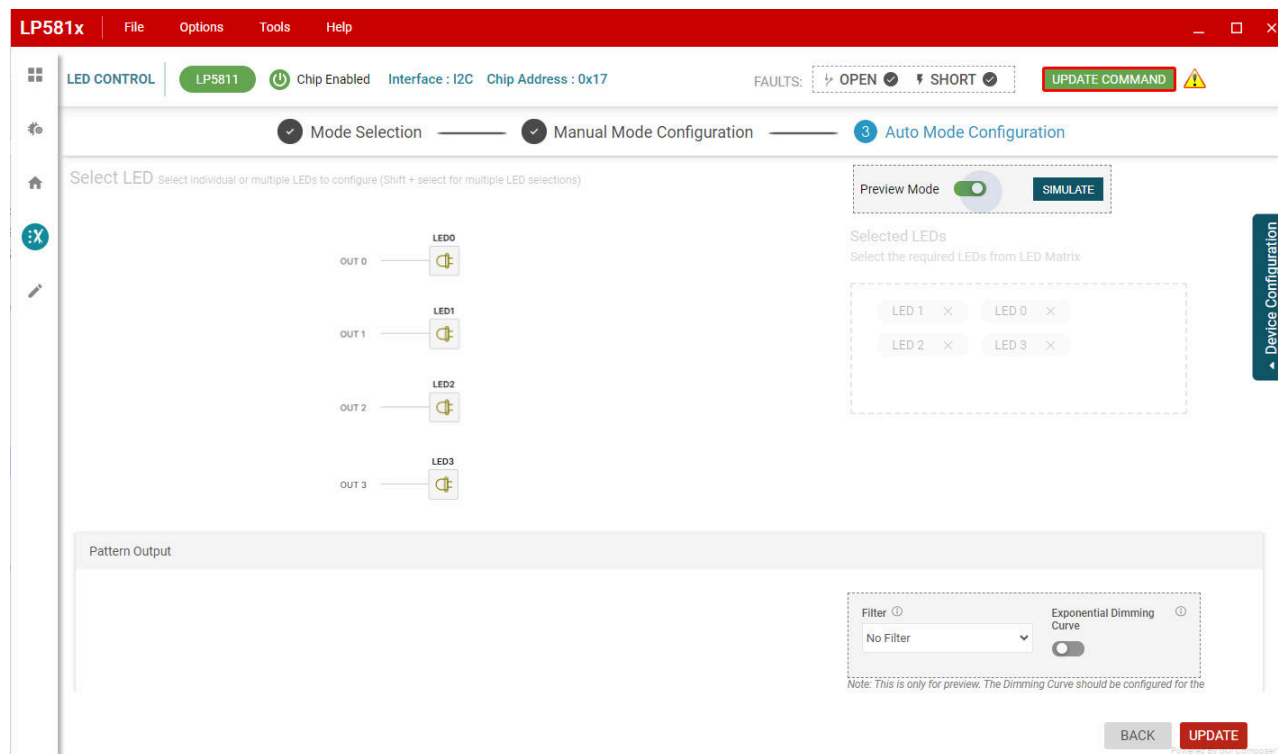 LP581x File Options Tools Help
LED CONTROL LP5811 Chip Enabled Interface : I2C Chip Address : 0x17 FAULTS: OPEN SHORT UPDATE COMMAND
Mode Selection Manual Mode Configuration 3 Auto Mode Configuration
Select LED Select individual or multiple LEDs to configure (Shift + select for multiple LED selections)
Preview Mode SIMULATE
Selected LEDs
Select the required LEDs from LED Matrix
LED 1 LED 0
LED 2 LED 3
LED0
OUT 0
LED1
OUT 1
LED2
OUT 2
LED3
OUT 3
Device Configuration
Pattern Output
Filter
No Filter
Exponential Dimming
Curve
Note: This is only for preview. The Dimming Curve should be configured for the
BACK UPDATE
Powered By GUI Composer